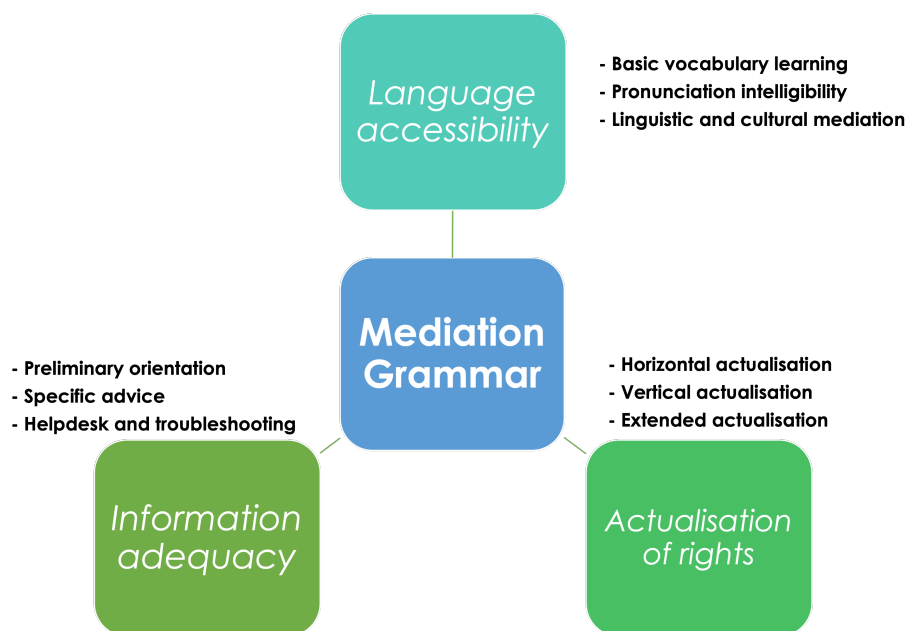 Language
accessibility
- Basic vocabulary learning
- Pronunciation intelligibility
- Linguistic and cultural mediation
Mediation
Grammar
- Preliminary orientation
- Specific advice
- Helpdesk and troubleshooting
Information
adequacy
- Horizontal actualisation
- Vertical actualisation
- Extended actualisation
Actualisation
of rights